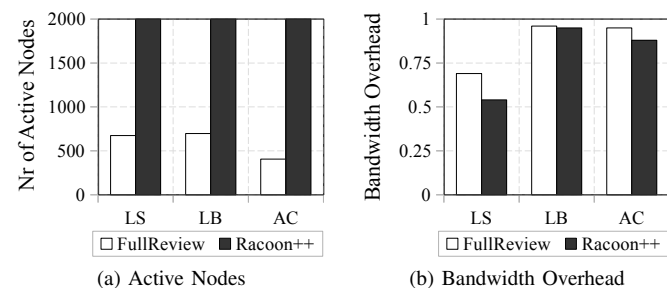 Nr of Active Nodes
2000
1500
1000
500
0
LS LB AC
FullReview Racoon++
(a) Active Nodes
Bandwidth Overhead
1
0.75
0.5
0.25
0
LS LB AC
FullReview Racoon++
(b) Bandwidth Overhead